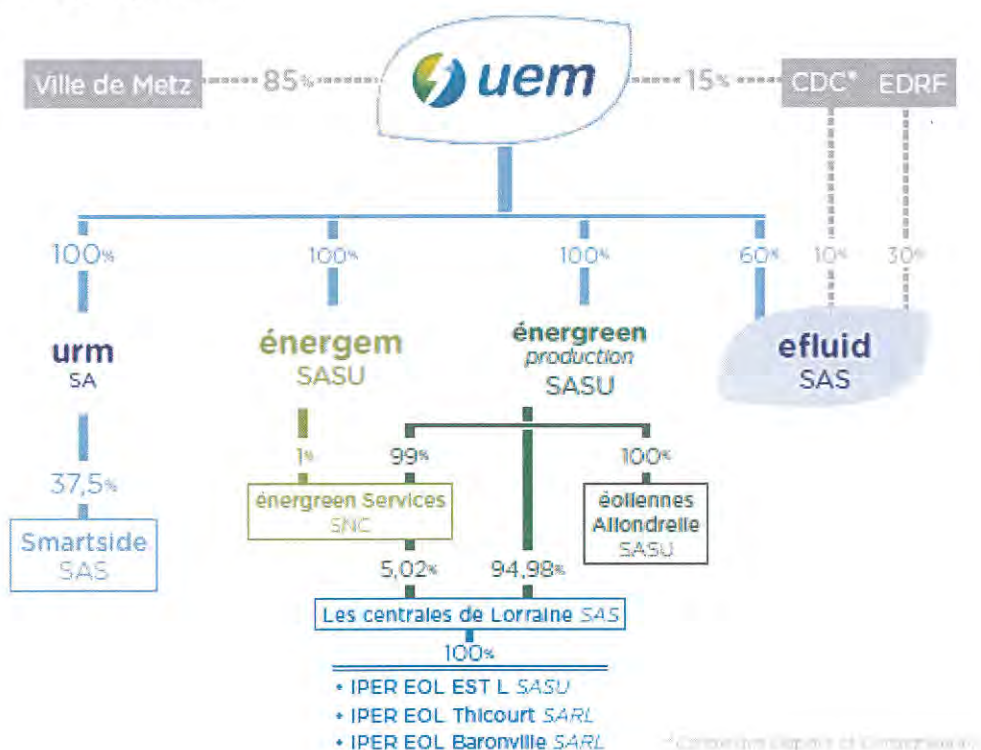 Ville de Metz 85% uem 15% CDC* EDRF
100% 100% 100% 60% 10% 30%
urm
SA
énergem
SASU
énergreen
production
SASU
efluid
SAS
37,5%
1% 99% 100%
Smartside
SAS
énergreen Services
SNC
éoliennes
Allondrelle
SASU
5,02% 94,98%
Les centrales de Lorraine SAS
100%
• IPER EOL EST L SASU
• IPER EOL Thicourt SARL
• IPER EOL Baronville SARL